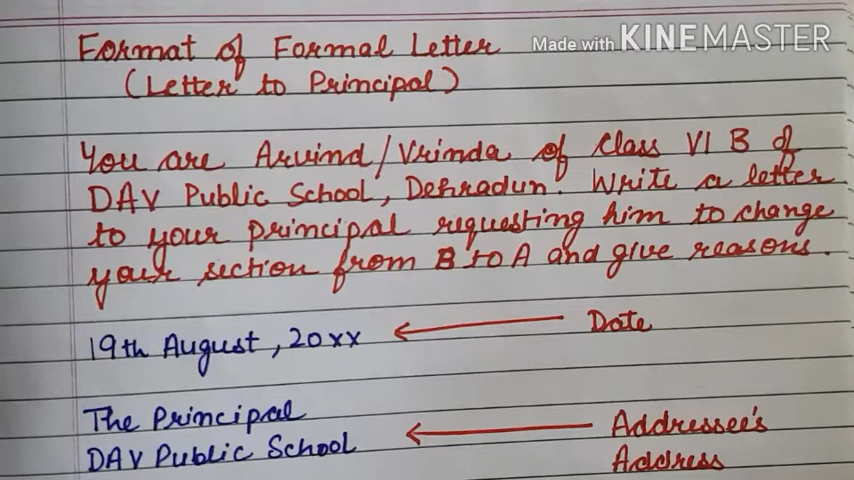 Format of Formal Letter
Made with KINEMASTER
(Letter to Principal)
You are Arvind/Vrinda of class VI B of
DAV Public School, Dehradun. Write a letter
to your principal requesting him to change
your section from B to A and give reasons.
19th August, 20xx
Date
The Principal
Addressee's
DAV Public School
Address